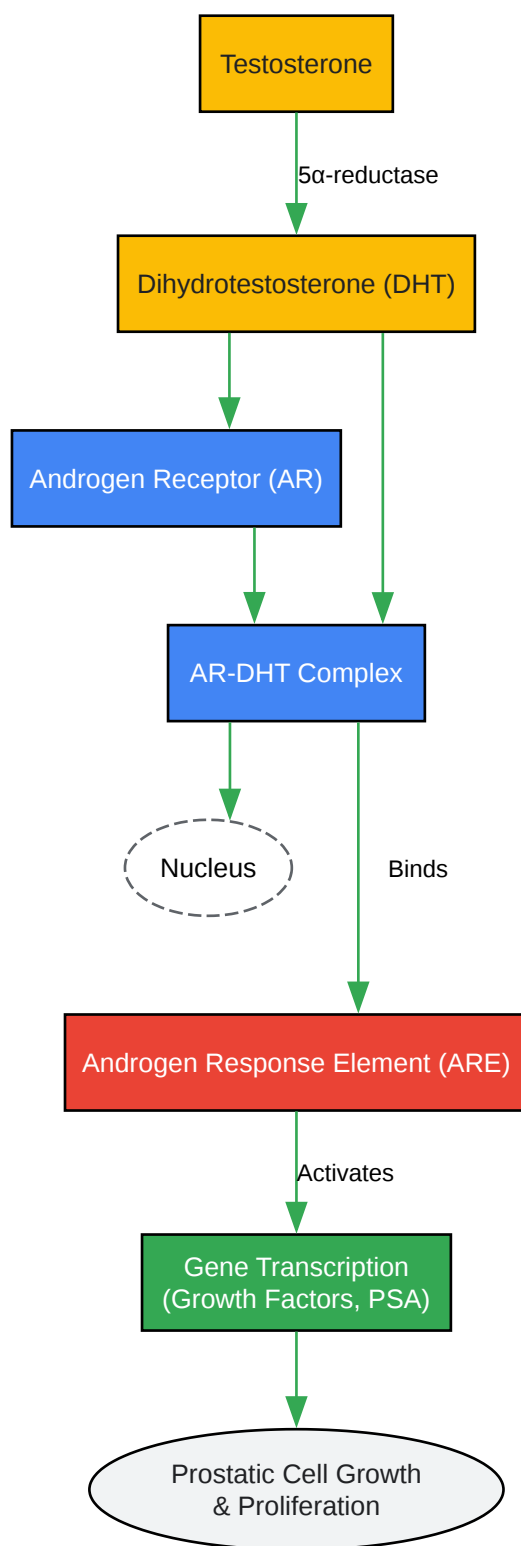 Testosterone
5α-reductase
Dihydrotestosterone (DHT)
Androgen Receptor (AR)
AR-DHT Complex
Nucleus
Binds
Androgen Response Element (ARE)
Activates
Gene Transcription
(Growth Factors, PSA)
Prostatic Cell Growth
& Proliferation